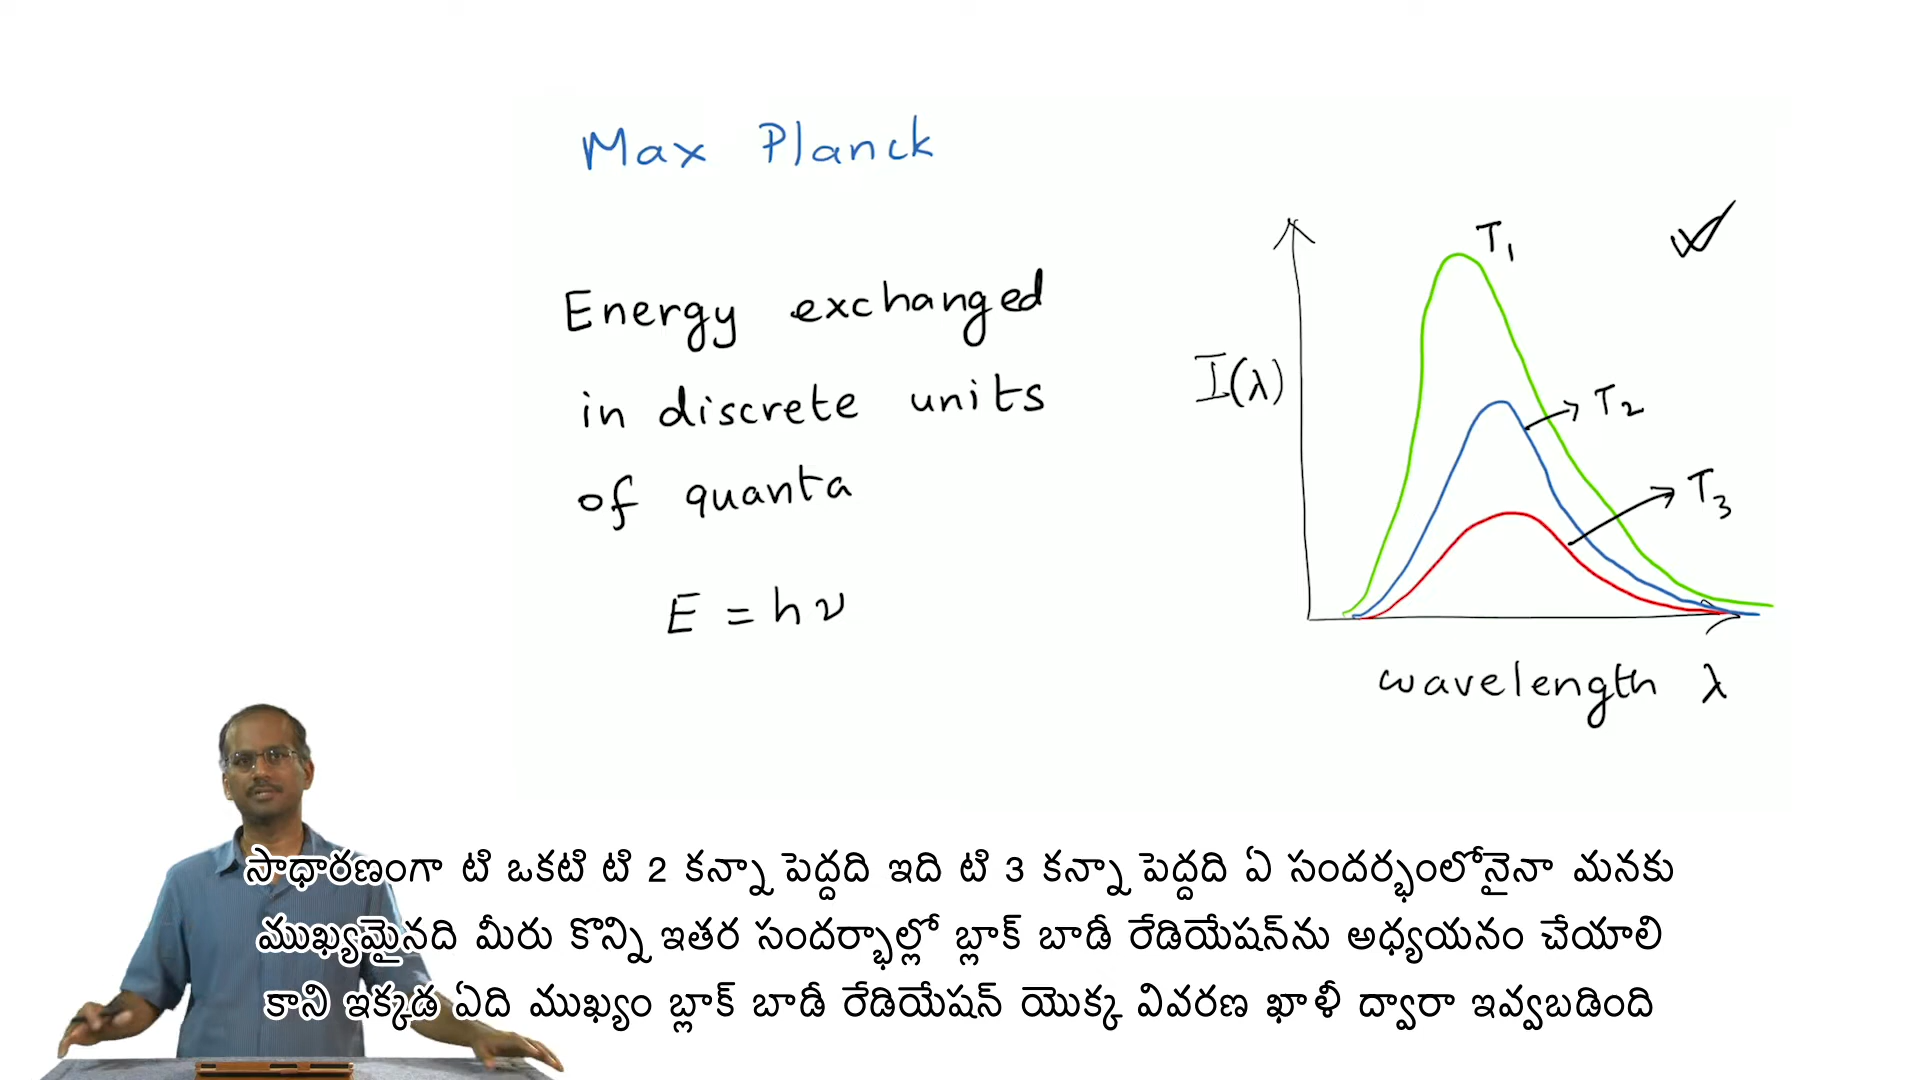 Max Planck
Energy exchanged
in discrete units
of quanta
E = hν
I(λ)
T₁
T₂
T₃
wavelength λ
సాధారణంగా టి ఒకటి టి 2 కన్నా పెద్దది ఇది టి 3 కన్నా పెద్దది ఏ సందర్భంలోనైనా మనకు
ముఖ్యమైనది మీరు కొన్ని ఇతర సందర్భాల్లో బ్లాక్ బాడీ రేడియేషన్‌ను అధ్యయనం చేయాలి
కాని ఇక్కడ ఏది ముఖ్యం బ్లాక్ బాడీ రేడియేషన్ యొక్క వివరణ ఖాళీ ద్వారా ఇవ్వబడింది